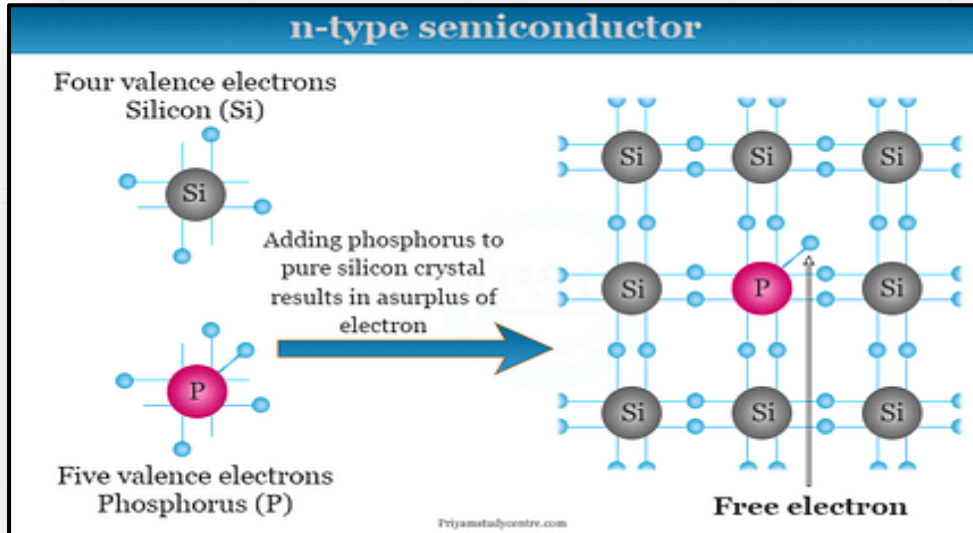 n-type semiconductor
Four valence electrons
Silicon (Si)
Si
Adding phosphorus to
pure silicon crystal
results in asurplus of
electron
P
Five valence electrons
Phosphorus (P)
Si Si Si
Si P Si
Si Si Si
Free electron
Priyamstudycentre.com